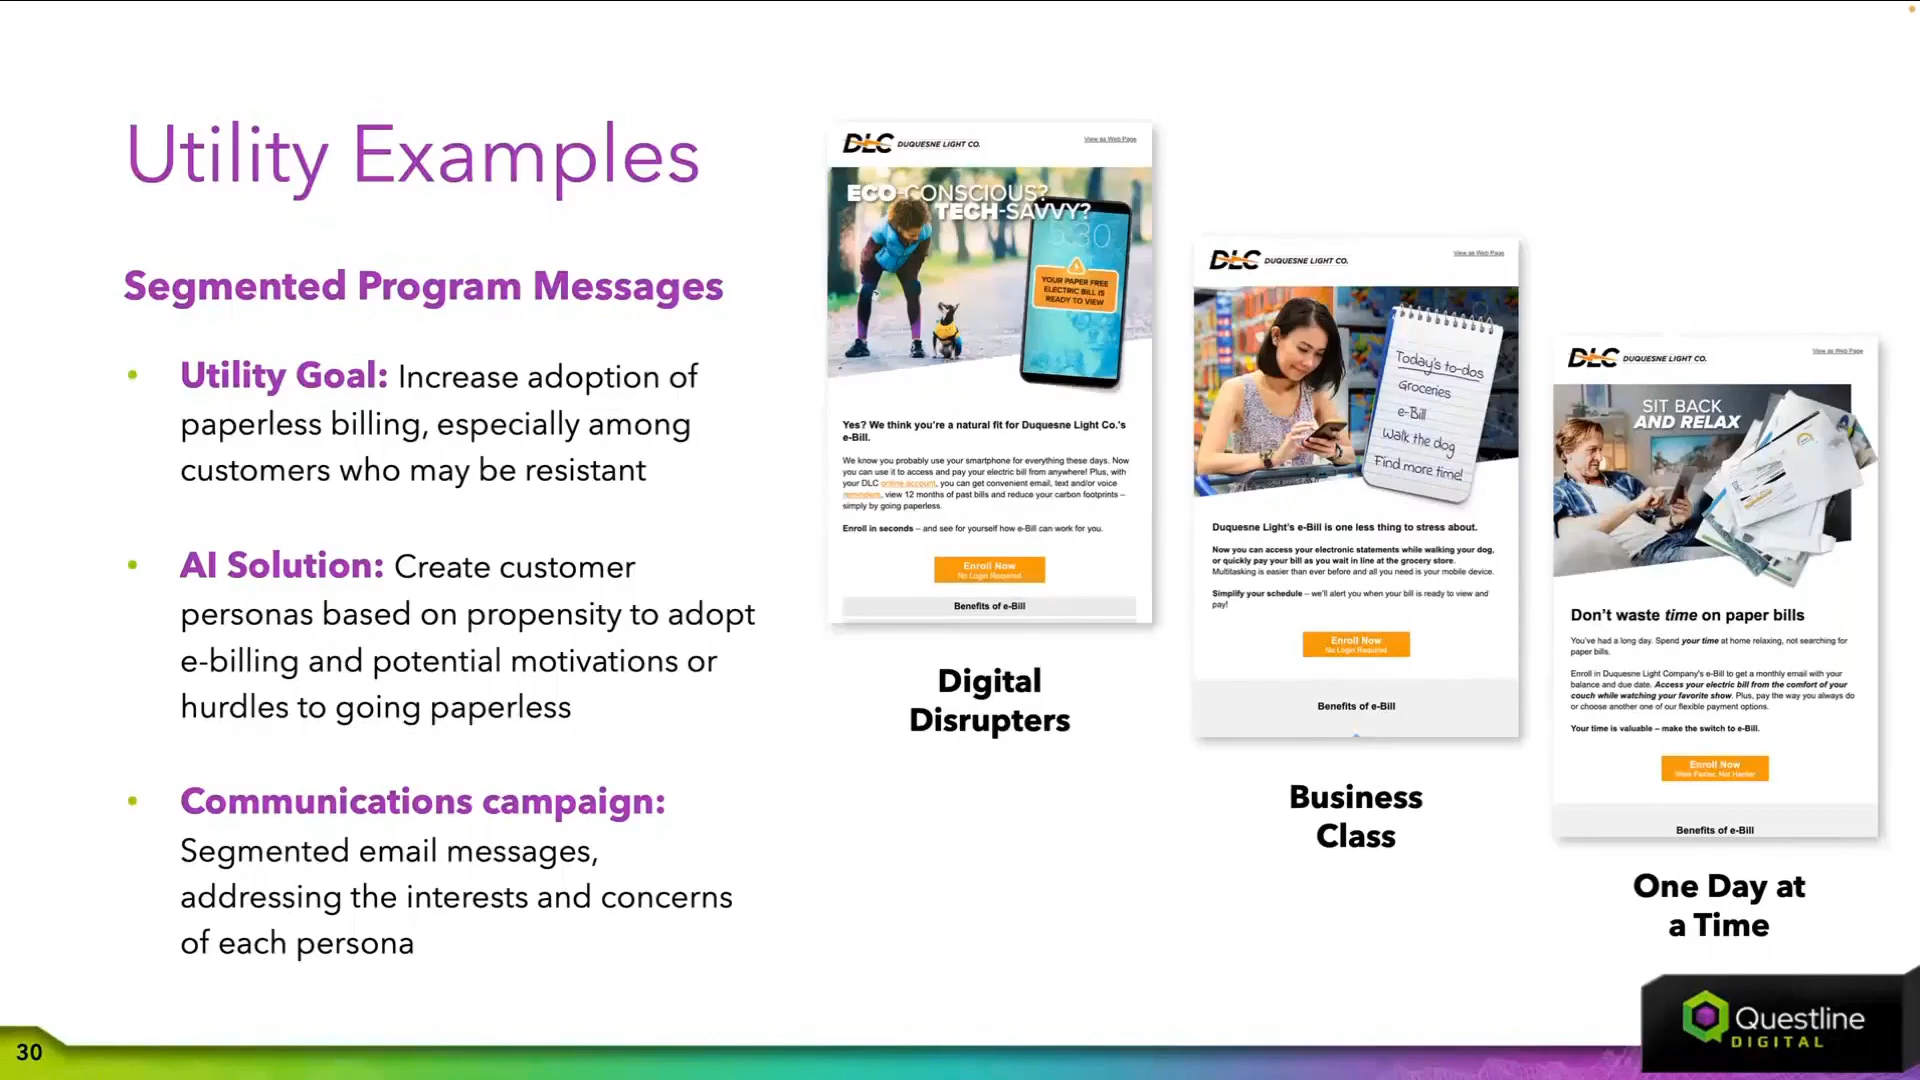 Utility Examples
Segmented Program Messages
• Utility Goal: Increase adoption of
paperless billing, especially among
customers who may be resistant
• AI Solution: Create customer
personas based on propensity to adopt
e-billing and potential motivations or
hurdles to going paperless
• Communications campaign:
Segmented email messages,
addressing the interests and concerns
of each persona
DLC DUQUESNE LIGHT CO.
View as Web Page
ECO-CONSCIOUS?
TECH-SAVVY?
5:30
YOUR PAPER FREE
ELECTRIC BILL IS
READY TO VIEW
Yes? We think you're a natural fit for Duquesne Light Co.'s
e-Bill.
We know you probably use your smartphone for everything these days. Now
you can use it to access and pay your electric bill from anywhere! Plus, with
your DLC online account, you can get convenient email, text and/or voice
reminders, view 12 months of past bills and reduce your carbon footprints –
simply by going paperless.
Enroll in seconds – and see for yourself how e-Bill can work for you.
Enroll Now
No Login Required
Benefits of e-Bill
Digital
Disrupters
DLC DUQUESNE LIGHT CO.
View as Web Page
Today's to-dos
Groceries
e-Bill
Walk the dog
Find more time!
Duquesne Light's e-Bill is one less thing to stress about.
Now you can access your electronic statements while walking your dog,
or quickly pay your bill as you wait in line at the grocery store.
Multitasking is easier than ever before and all you need is your mobile device.
Simplify your schedule – we'll alert you when your bill is ready to view and
pay!
Enroll Now
No Login Required
Benefits of e-Bill
Business
Class
DLC DUQUESNE LIGHT CO.
View as Web Page
SIT BACK
AND RELAX
Don't waste time on paper bills
You've had a long day. Spend your time at home relaxing, not searching for
paper bills.
Enroll in Duquesne Light Company's e-Bill to get a monthly email with your
balance and due date. Access your electric bill from the comfort of your
couch while watching your favorite show. Plus, pay the way you always do
or choose another one of our flexible payment options.
Your time is valuable – make the switch to e-Bill.
Enroll Now
Work Faster, Not Harder
Benefits of e-Bill
One Day at
a Time
30
Questline
DIGITAL